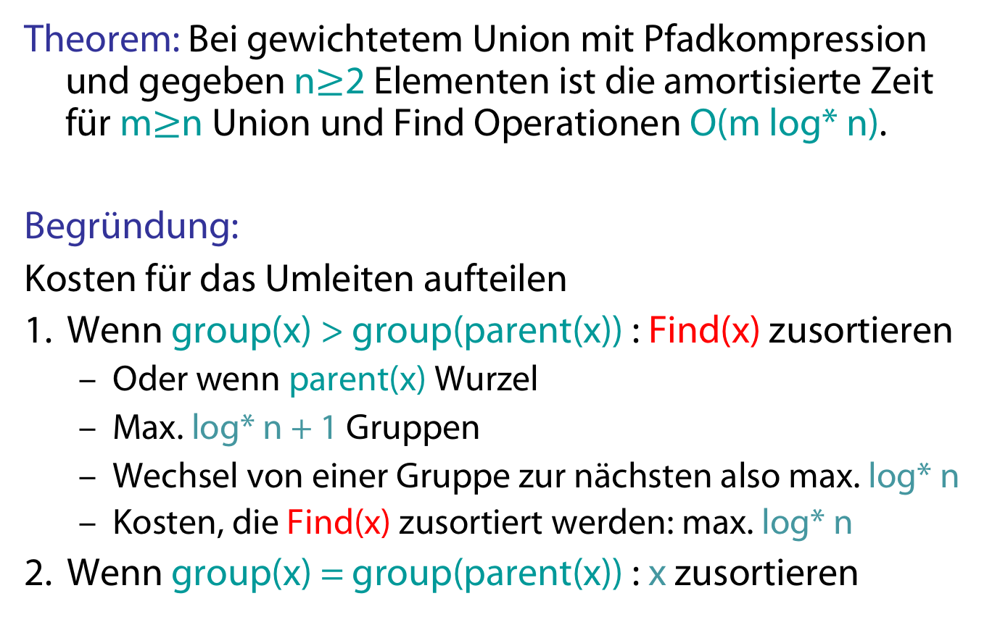 Theorem: Bei gewichtetem Union mit Pfadkompression
und gegeben n≥2 Elementen ist die amortisierte Zeit
für m≥n Union und Find Operationen O(m log* n).
Begründung:
Kosten für das Umleiten aufteilen
1. Wenn group(x) > group(parent(x)) : Find(x) zusortieren
– Oder wenn parent(x) Wurzel
– Max. log* n + 1 Gruppen
– Wechsel von einer Gruppe zur nächsten also max. log* n
– Kosten, die Find(x) zusortiert werden: max. log* n
2. Wenn group(x) = group(parent(x)) : x zusortieren